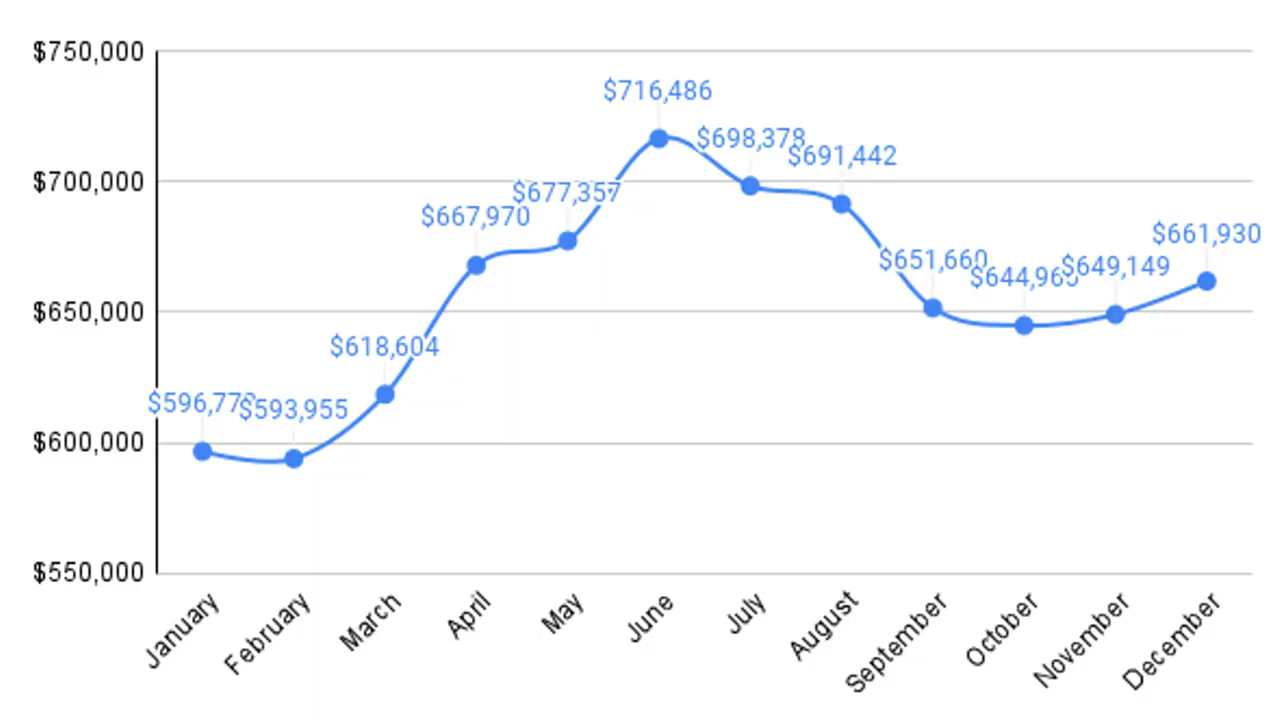 $750,000
$700,000
$650,000
$600,000
$550,000
$593,955
$618,604
$667,970
$677,357
$716,486
$698,378
$691,442
$651,660
$649,149
$661,930
January
February
March
April
May
June
July
August
September
October
November
December